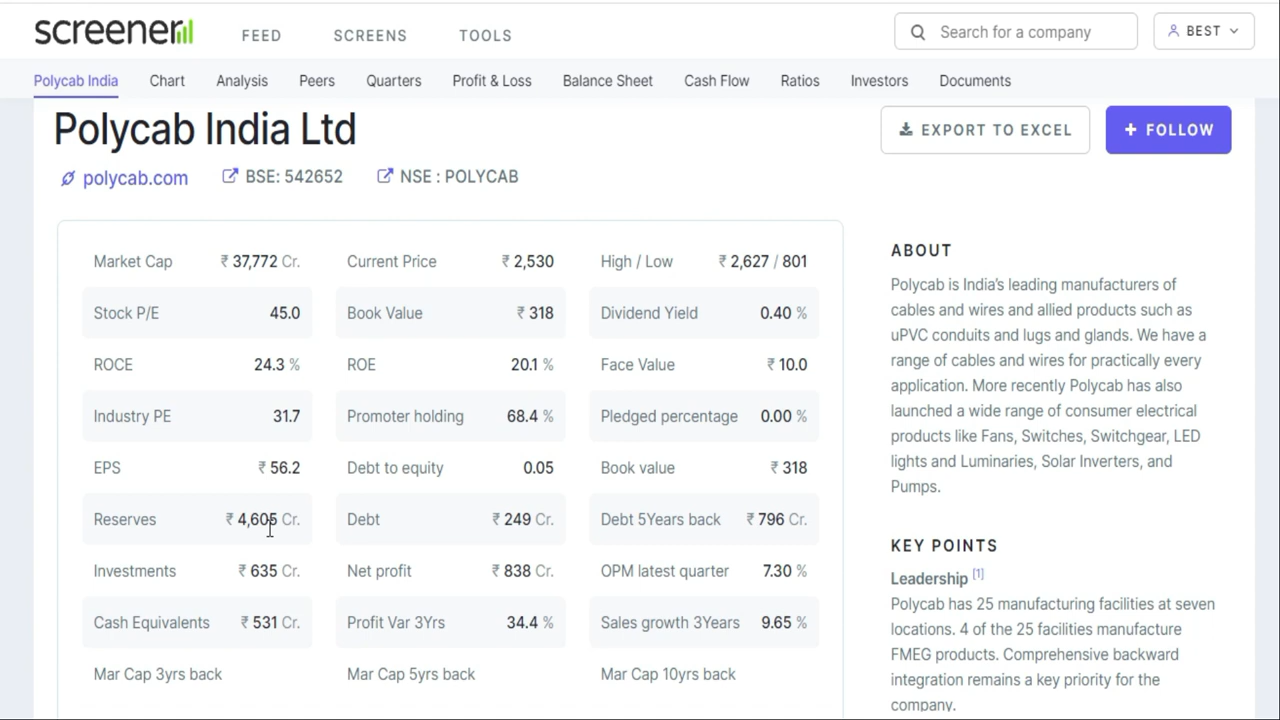 screener
FEED SCREENS TOOLS
Search for a company
BEST
Polycab India Chart Analysis Peers Quarters Profit & Loss Balance Sheet Cash Flow Ratios Investors Documents
Polycab India Ltd
EXPORT TO EXCEL
+ FOLLOW
polycab.com BSE: 542652 NSE : POLYCAB
Market Cap ₹ 37,772 Cr. Current Price ₹ 2,530 High / Low ₹ 2,627 / 801
Stock P/E 45.0 Book Value ₹ 318 Dividend Yield 0.40 %
ROCE 24.3 % ROE 20.1 % Face Value ₹ 10.0
Industry PE 31.7 Promoter holding 68.4 % Pledged percentage 0.00 %
EPS ₹ 56.2 Debt to equity 0.05 Book value ₹ 318
Reserves ₹ 4,605 Cr. Debt ₹ 249 Cr. Debt 5Years back ₹ 796 Cr.
Investments ₹ 635 Cr. Net profit ₹ 838 Cr. OPM latest quarter 7.30 %
Cash Equivalents ₹ 531 Cr. Profit Var 3Yrs 34.4 % Sales growth 3Years 9.65 %
Mar Cap 3yrs back Mar Cap 5yrs back Mar Cap 10yrs back
ABOUT
Polycab is India's leading manufacturers of
cables and wires and allied products such as
uPVC conduits and lugs and glands. We have a
range of cables and wires for practically every
application. More recently Polycab has also
launched a wide range of consumer electrical
products like Fans, Switches, Switchgear, LED
lights and Luminaries, Solar Inverters, and
Pumps.
KEY POINTS
Leadership [1]
Polycab has 25 manufacturing facilities at seven
locations. 4 of the 25 facilities manufacture
FMEG products. Comprehensive backward
integration remains a key priority for the
company.